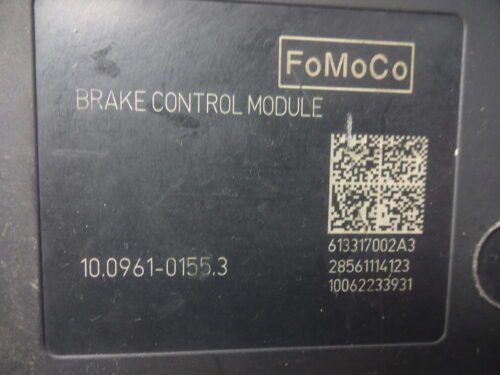 FoMoCo
BRAKE CONTROL MODULE
613317002A3
10.0961-0155.3
28561114123
10062233931